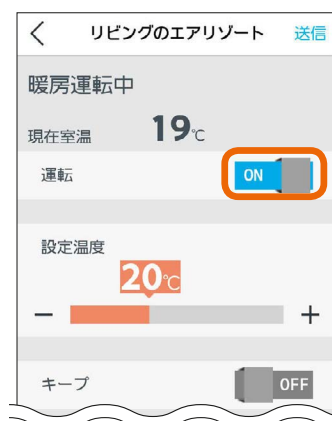 リビングのエアリゾート 送信
暖房運転中
現在室温 19℃
運転 ON
設定温度
20℃
− +
キープ OFF